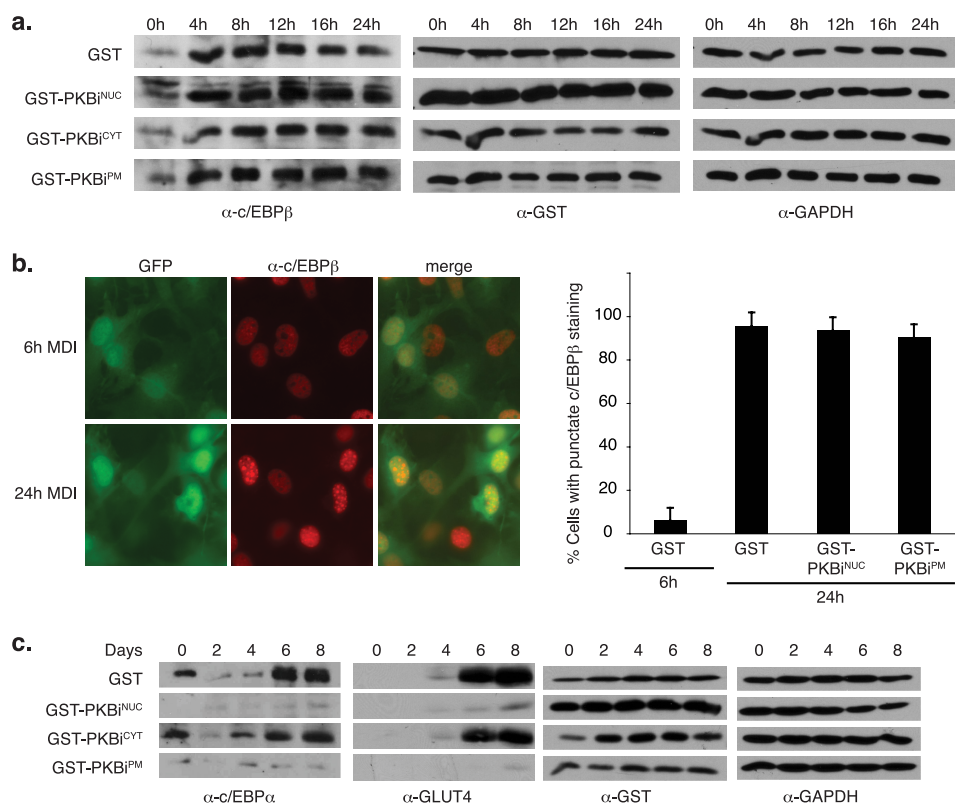 a.
0h 4h 8h 12h 16h 24h 0h 4h 8h 12h 16h 24h 0h 4h 8h 12h 16h 24h
GST
GST-PKBiNUC
GST-PKBiCYT
GST-PKBiPM
α-c/EBPβ α-GST α-GAPDH
b.
GFP α-c/EBPβ merge
6h MDI
24h MDI
% Cells with punctate c/EBPβ staining
100
80
60
40
20
0
GST GST GST-PKBiNUC GST-PKBiPM
6h 24h
c.
Days 0 2 4 6 8 0 2 4 6 8 0 2 4 6 8 0 2 4 6 8
GST
GST-PKBiNUC
GST-PKBiCYT
GST-PKBiPM
α-c/EBPα α-GLUT4 α-GST α-GAPDH